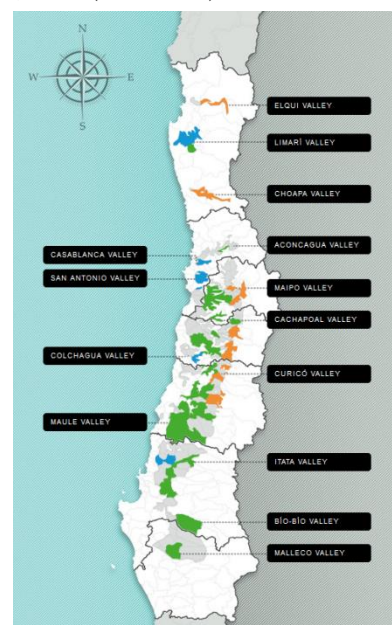 N
W E
S
ELQUI VALLEY
LIMARÍ VALLEY
CHOAPA VALLEY
ACONCAGUA VALLEY
CASABLANCA VALLEY
SAN ANTONIO VALLEY
MAIPO VALLEY
CACHAPOAL VALLEY
COLCHAGUA VALLEY
CURICÓ VALLEY
MAULE VALLEY
ITATA VALLEY
BÍO-BÍO VALLEY
MALLECO VALLEY